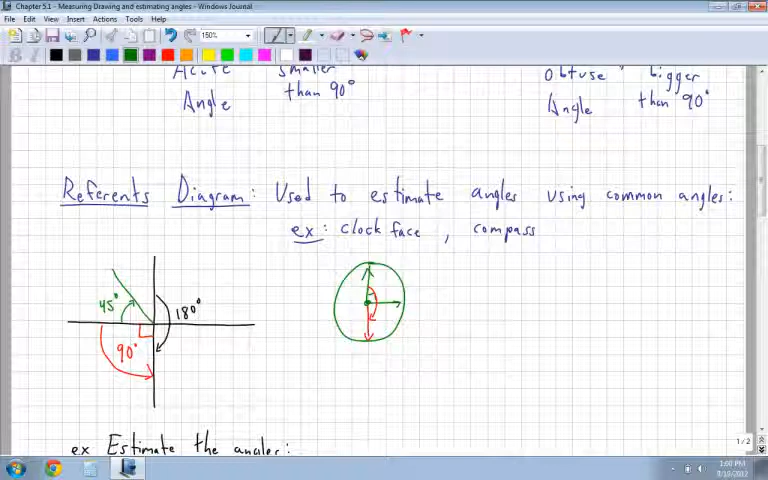 Chapter 5.1 - Measuring Drawing and estimating angles - Windows Journal
File Edit View Insert Actions Tools Help
150%
Acute smaller
Angle than 90°
Obtuse bigger
Angle than 90°
Referents Diagram: Used to estimate angles using common angles:
ex: clock face, compass
45°
180°
90°
ex Estimate the angles:
1 / 2
1:00 PM